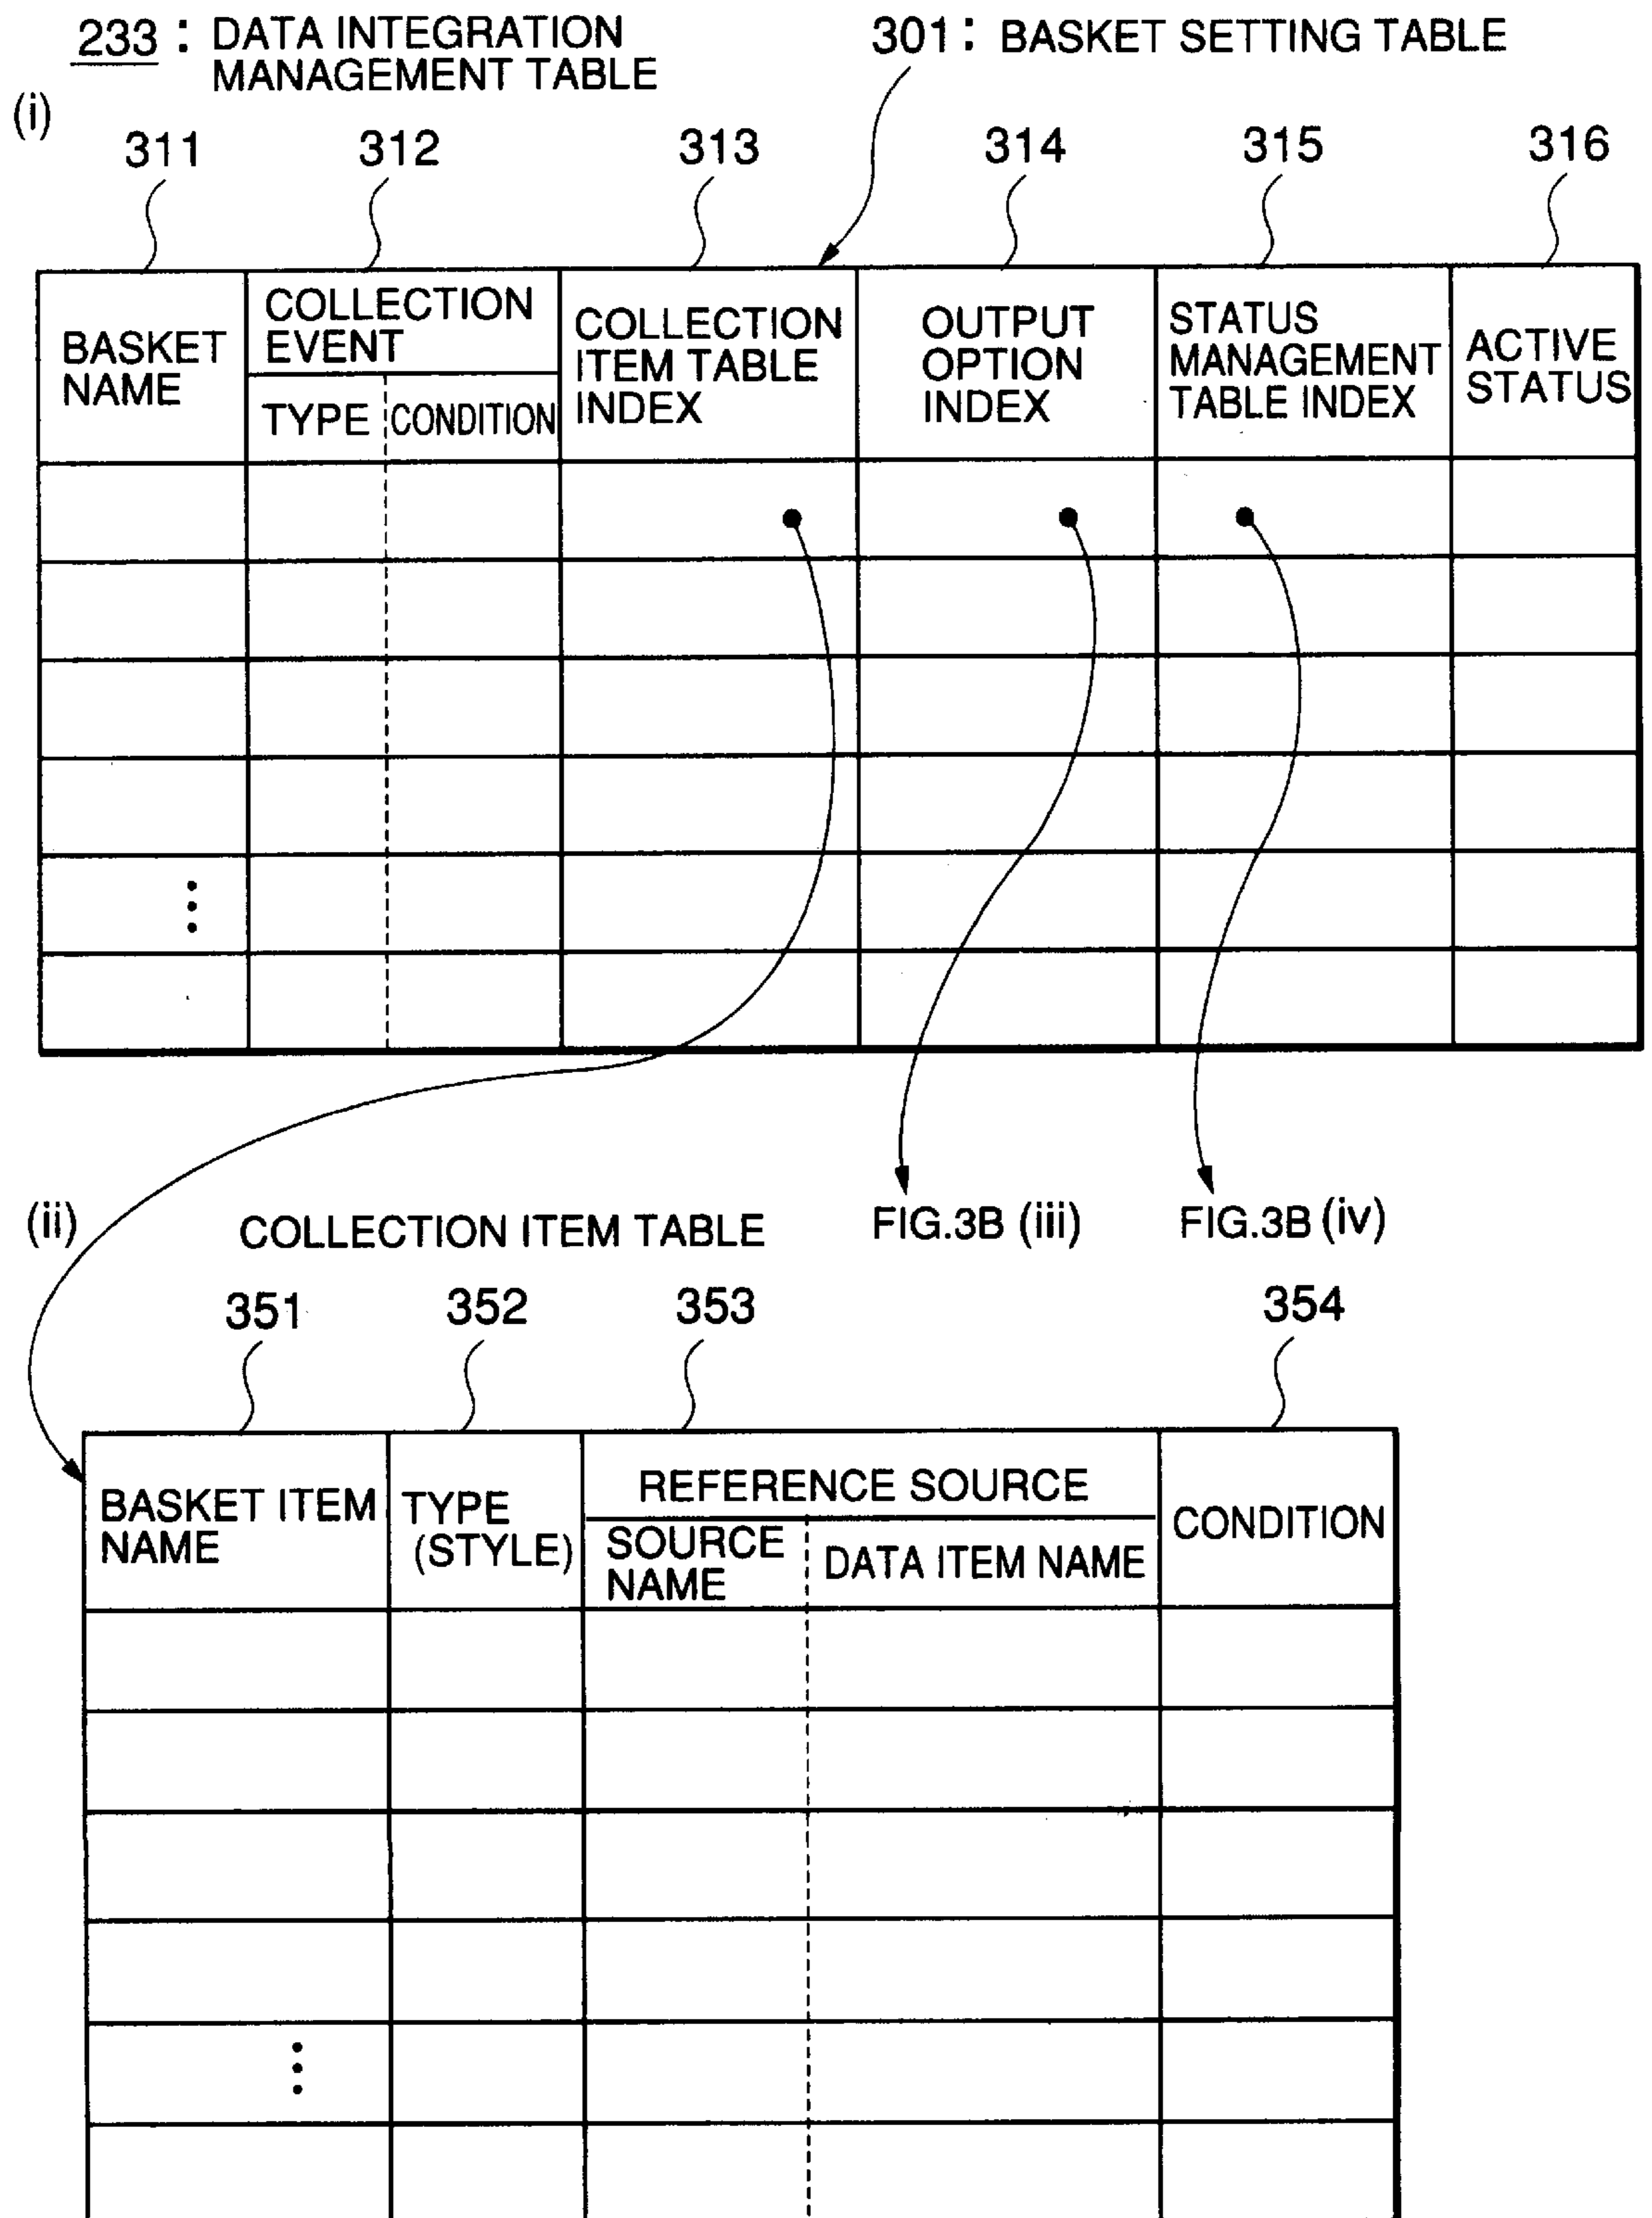 233 : DATA INTEGRATION
MANAGEMENT TABLE
301: BASKET SETTING TABLE
(i)
311 312 313 314 315 316
BASKET
NAME
COLLECTION
EVENT
TYPE CONDITION
COLLECTION
ITEM TABLE
INDEX
OUTPUT
OPTION
INDEX
STATUS
MANAGEMENT
TABLE INDEX
ACTIVE
STATUS
FIG.3B (iii) FIG.3B (iv)
(ii) COLLECTION ITEM TABLE
351 352 353 354
BASKET ITEM
NAME
TYPE
(STYLE)
REFERENCE SOURCE
SOURCE
NAME
DATA ITEM NAME
CONDITION